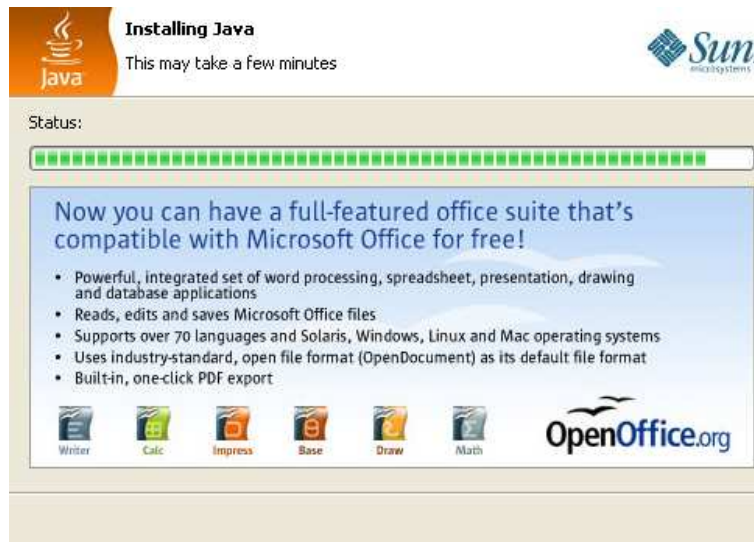 Java
Installing Java
This may take a few minutes
Sun
microsystems
Status:
Now you can have a full-featured office suite that's
compatible with Microsoft Office for free!
• Powerful, integrated set of word processing, spreadsheet, presentation, drawing
and database applications
• Reads, edits and saves Microsoft Office files
• Supports over 70 languages and Solaris, Windows, Linux and Mac operating systems
• Uses industry-standard, open file format (OpenDocument) as its default file format
• Built-in, one-click PDF export
Writer Calc Impress Base Draw Math
OpenOffice.org